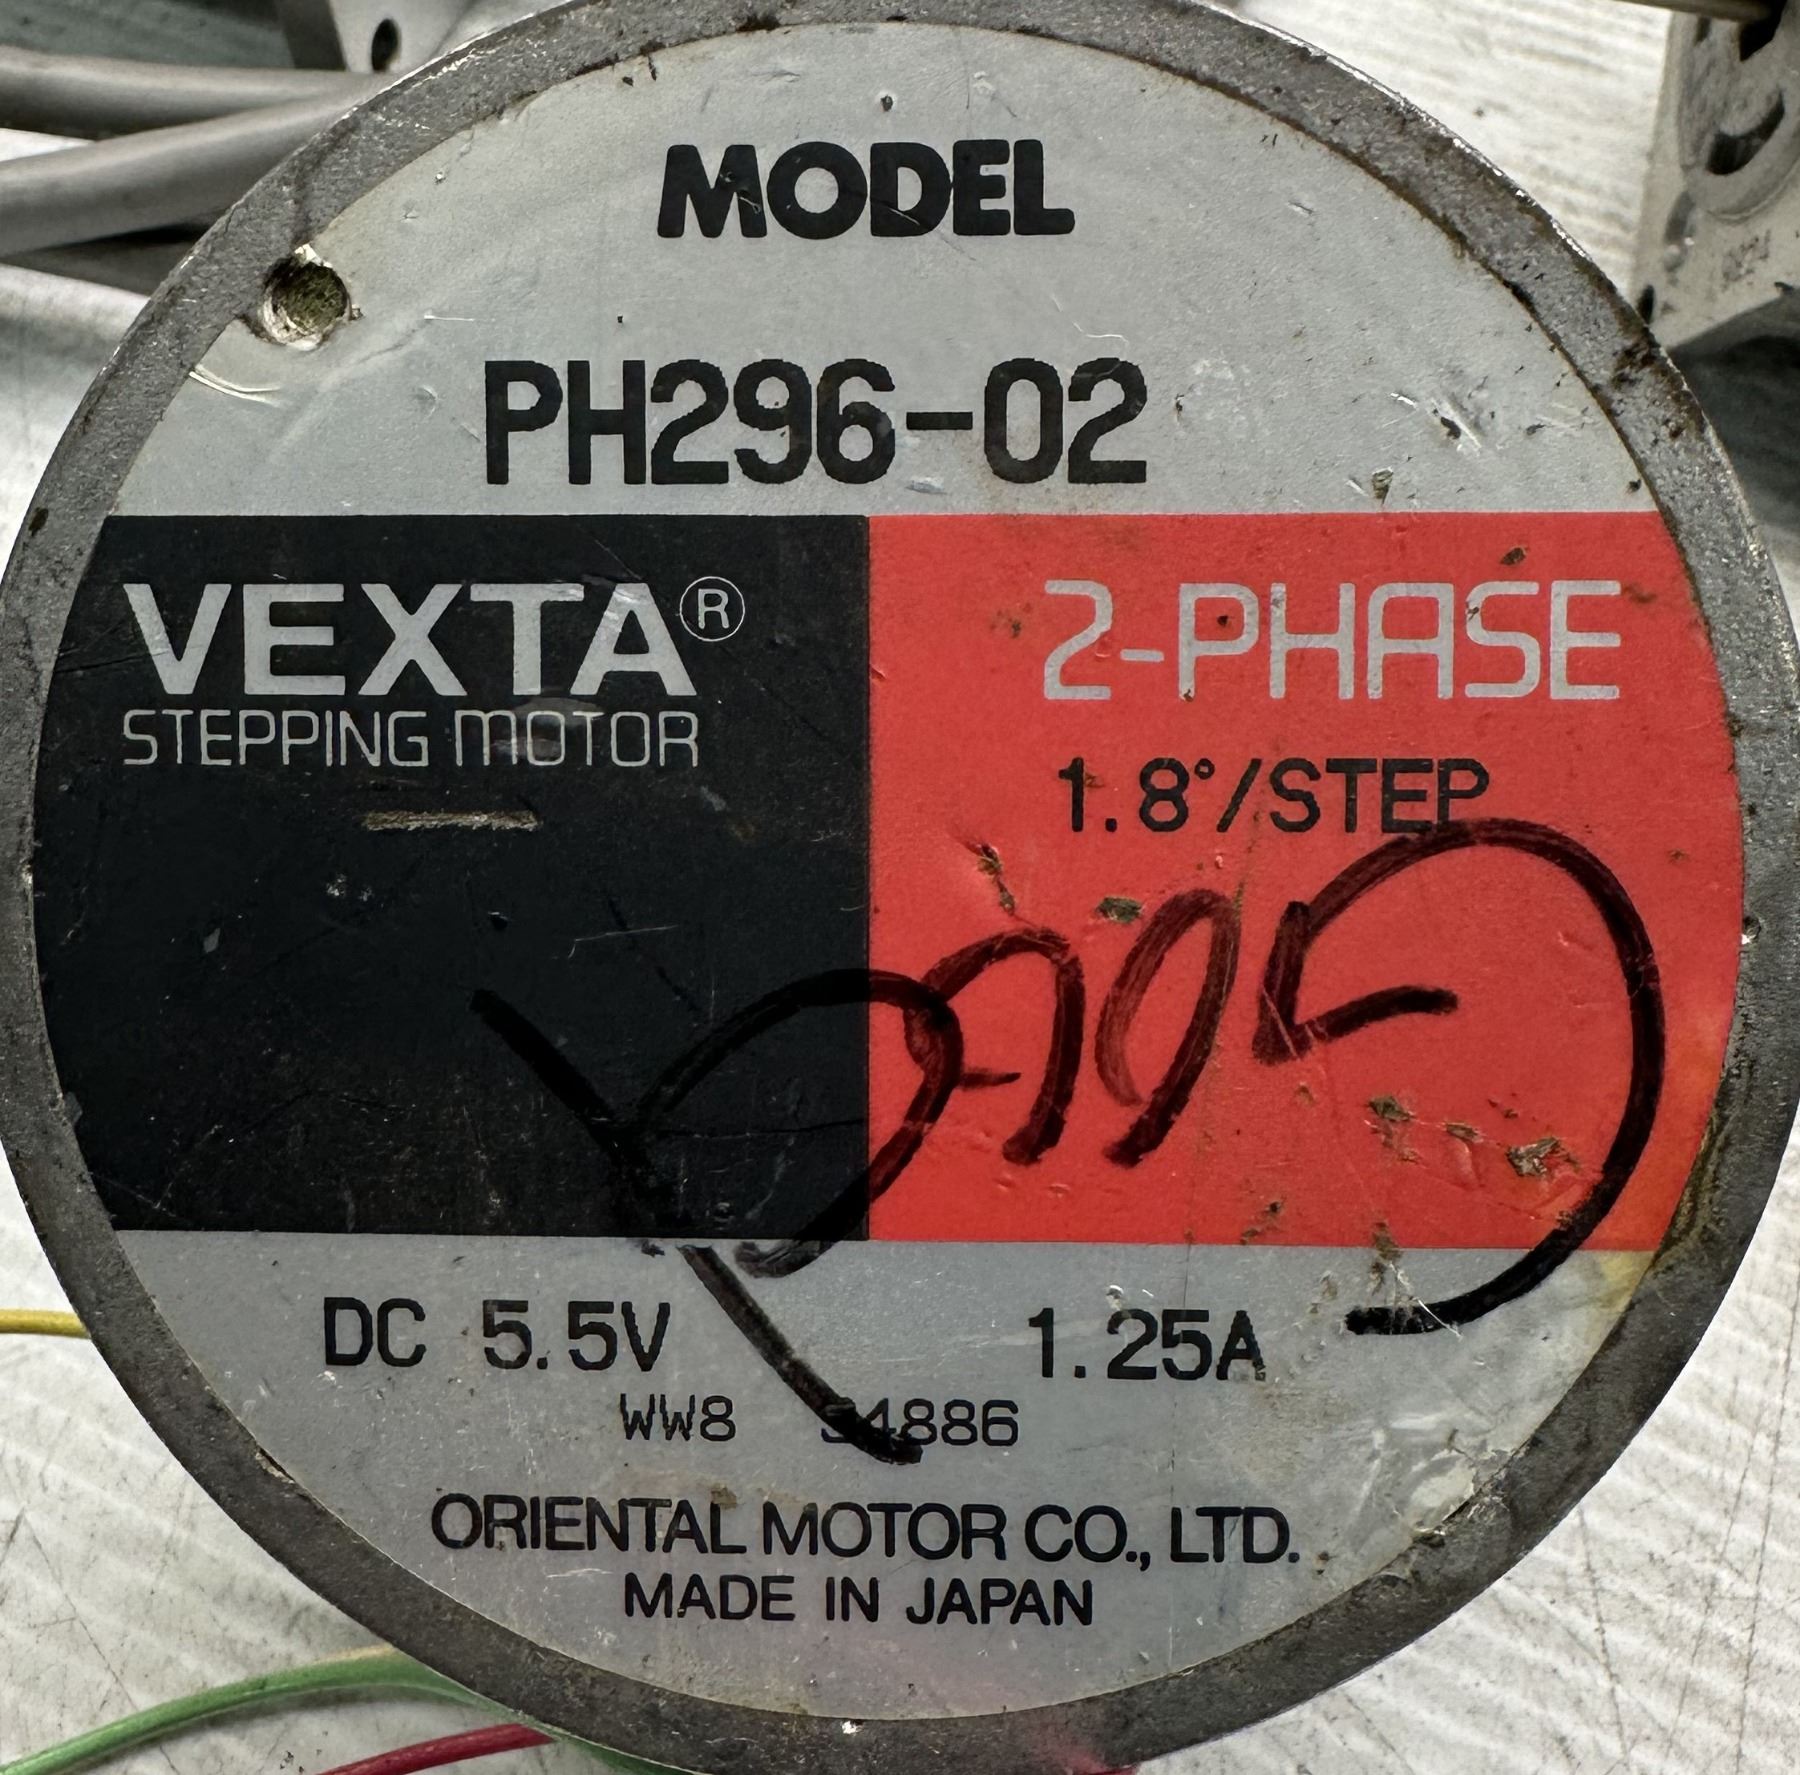 MODEL
PH296-02
VEXTA®
STEPPING MOTOR
2-PHASE
1.8°/STEP
DC 5.5V 1.25A
WW8
ORIENTAL MOTOR CO., LTD.
MADE IN JAPAN